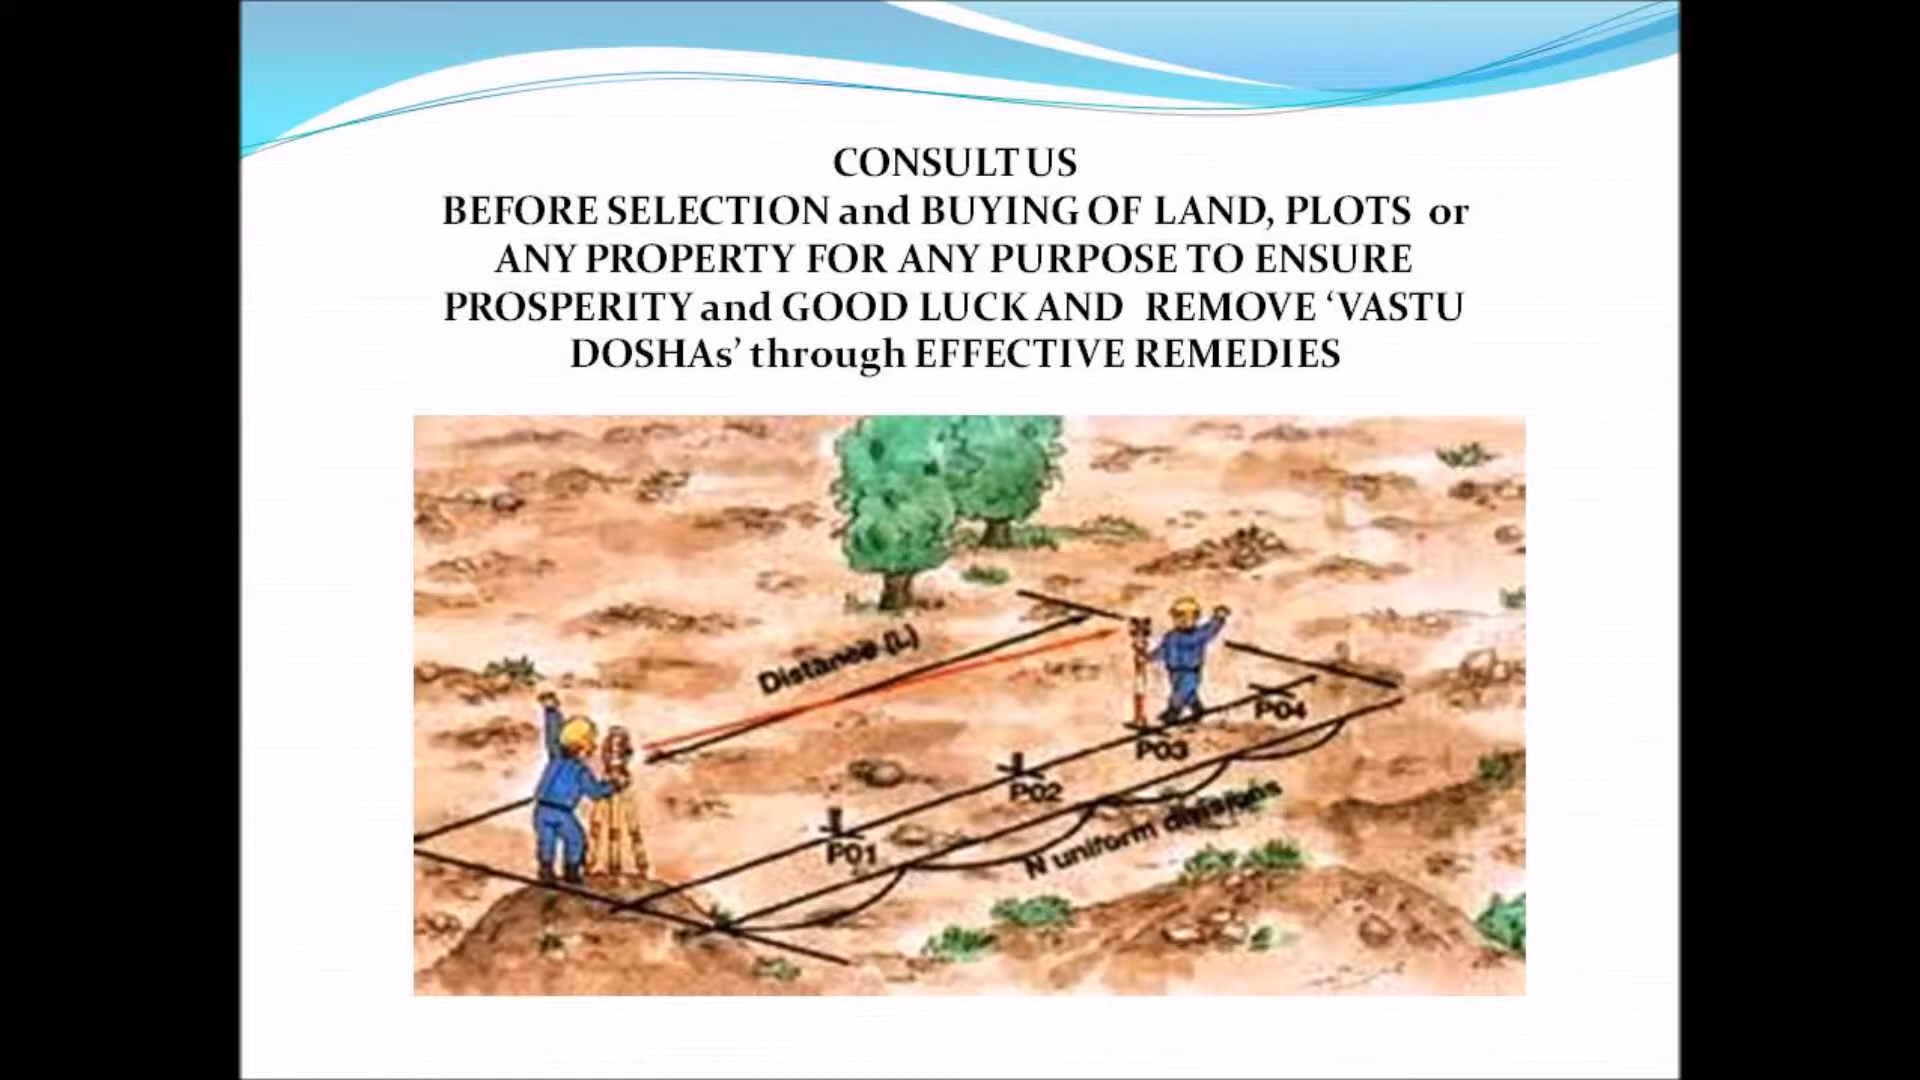 CONSULT US
BEFORE SELECTION and BUYING OF LAND, PLOTS or
ANY PROPERTY FOR ANY PURPOSE TO ENSURE
PROSPERITY and GOOD LUCK AND REMOVE ‘VASTU
DOSHAs’ through EFFECTIVE REMEDIES
Distance (L)
P04
P03
P02
P01
N uniform divisions